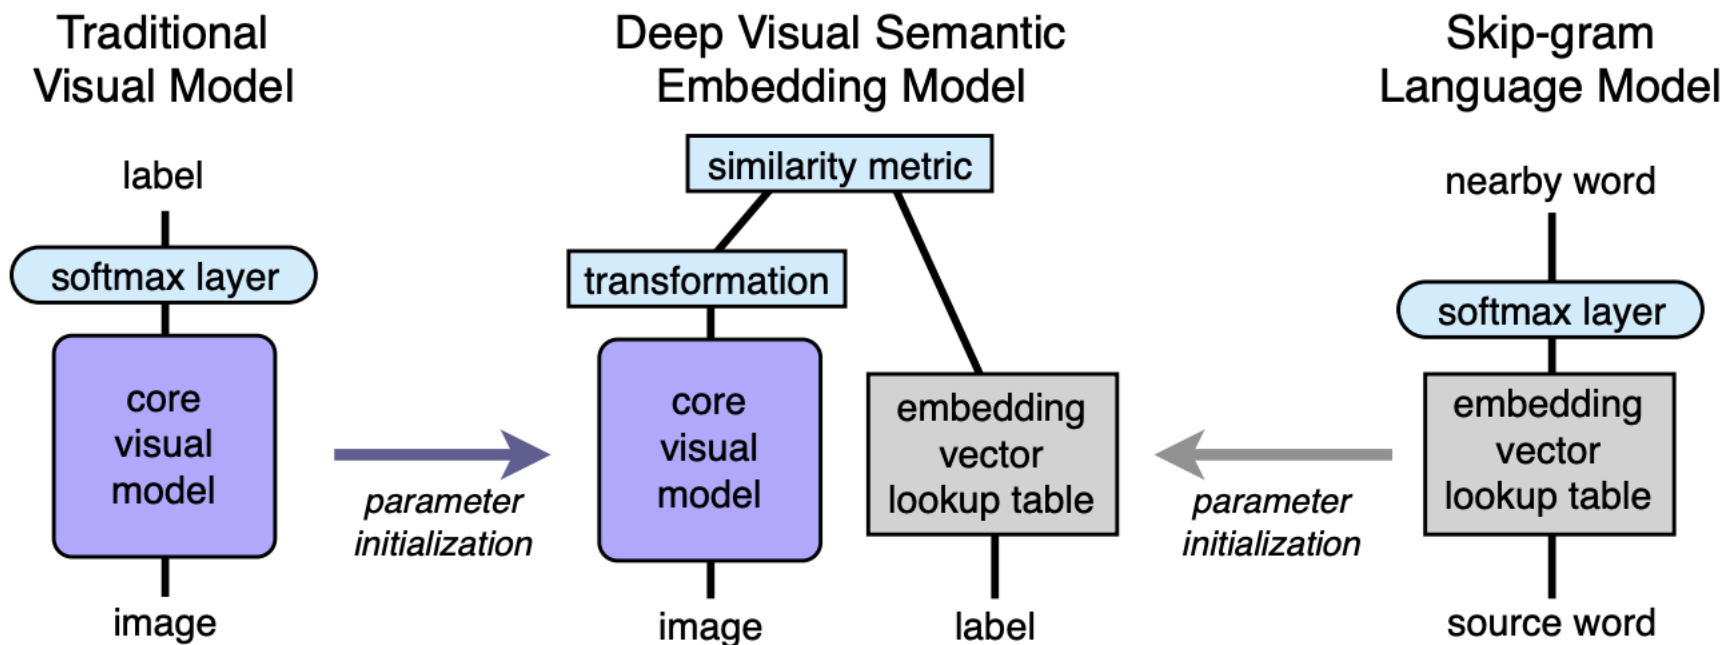 Traditional
Visual Model
label
softmax layer
core
visual
model
image
parameter
initialization
Deep Visual Semantic
Embedding Model
similarity metric
transformation
core
visual
model
image
embedding
vector
lookup table
label
parameter
initialization
Skip-gram
Language Model
nearby word
softmax layer
embedding
vector
lookup table
source word